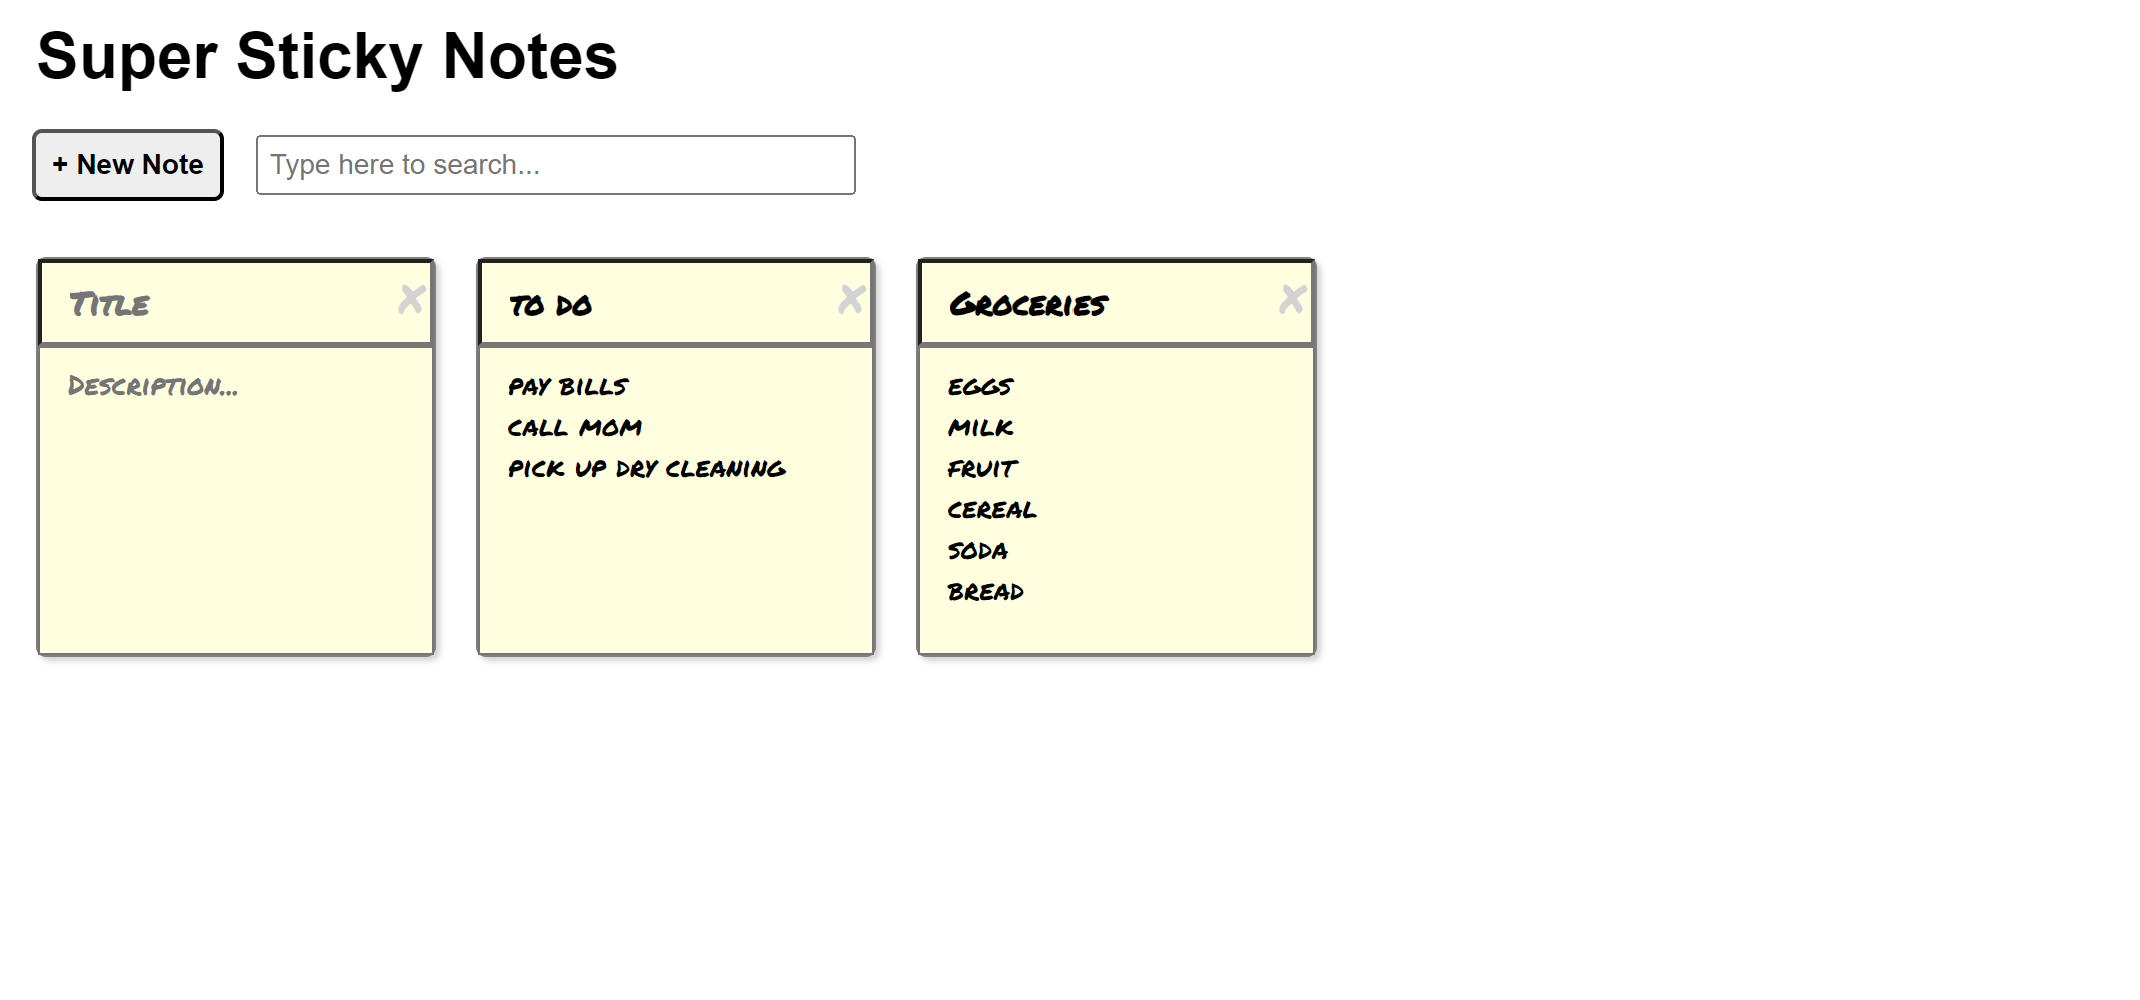 Super Sticky Notes
+ New Note
Type here to search...
Title
Description...
to do
pay bills
call mom
pick up dry cleaning
Groceries
eggs
milk
fruit
cereal
soda
bread